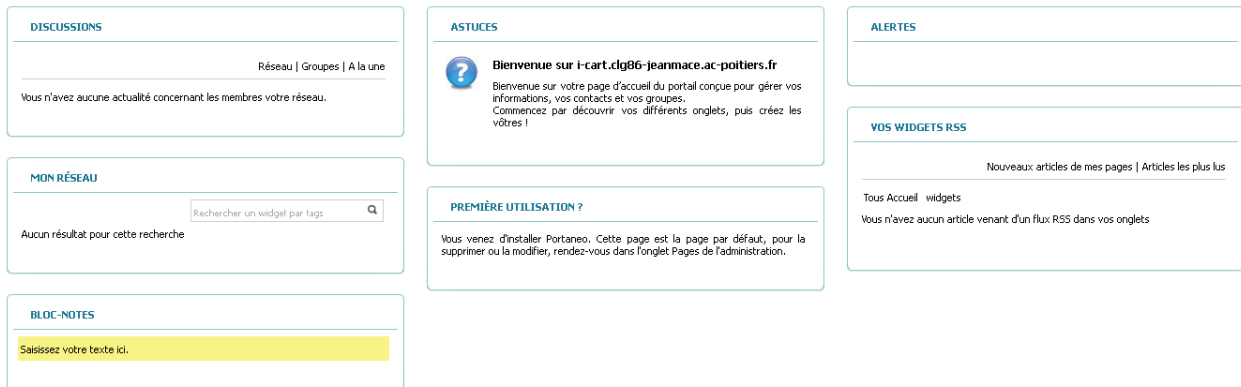 DISCUSSIONS
Réseau | Groupes | A la une
Vous n'avez aucune actualité concernant les membres votre réseau.
MON RÉSEAU
Rechercher un widget par tags
Aucun résultat pour cette recherche
BLOC-NOTES
Saisissez votre texte ici.
ASTUCES
Bienvenue sur i-cart.clg86-jeanmace.ac-poitiers.fr
Bienvenue sur votre page d'accueil du portail conçue pour gérer vos
informations, vos contacts et vos groupes.
Commencez par découvrir vos différents onglets, puis créez les
vôtres !
PREMIÈRE UTILISATION ?
Vous venez d'installer Portaneo. Cette page est la page par défaut, pour la
supprimer ou la modifier, rendez-vous dans l'onglet Pages de l'administration.
ALERTES
VOS WIDGETS RSS
Nouveaux articles de mes pages | Articles les plus lus
Tous Accueil widgets
Vous n'avez aucun article venant d'un flux RSS dans vos onglets